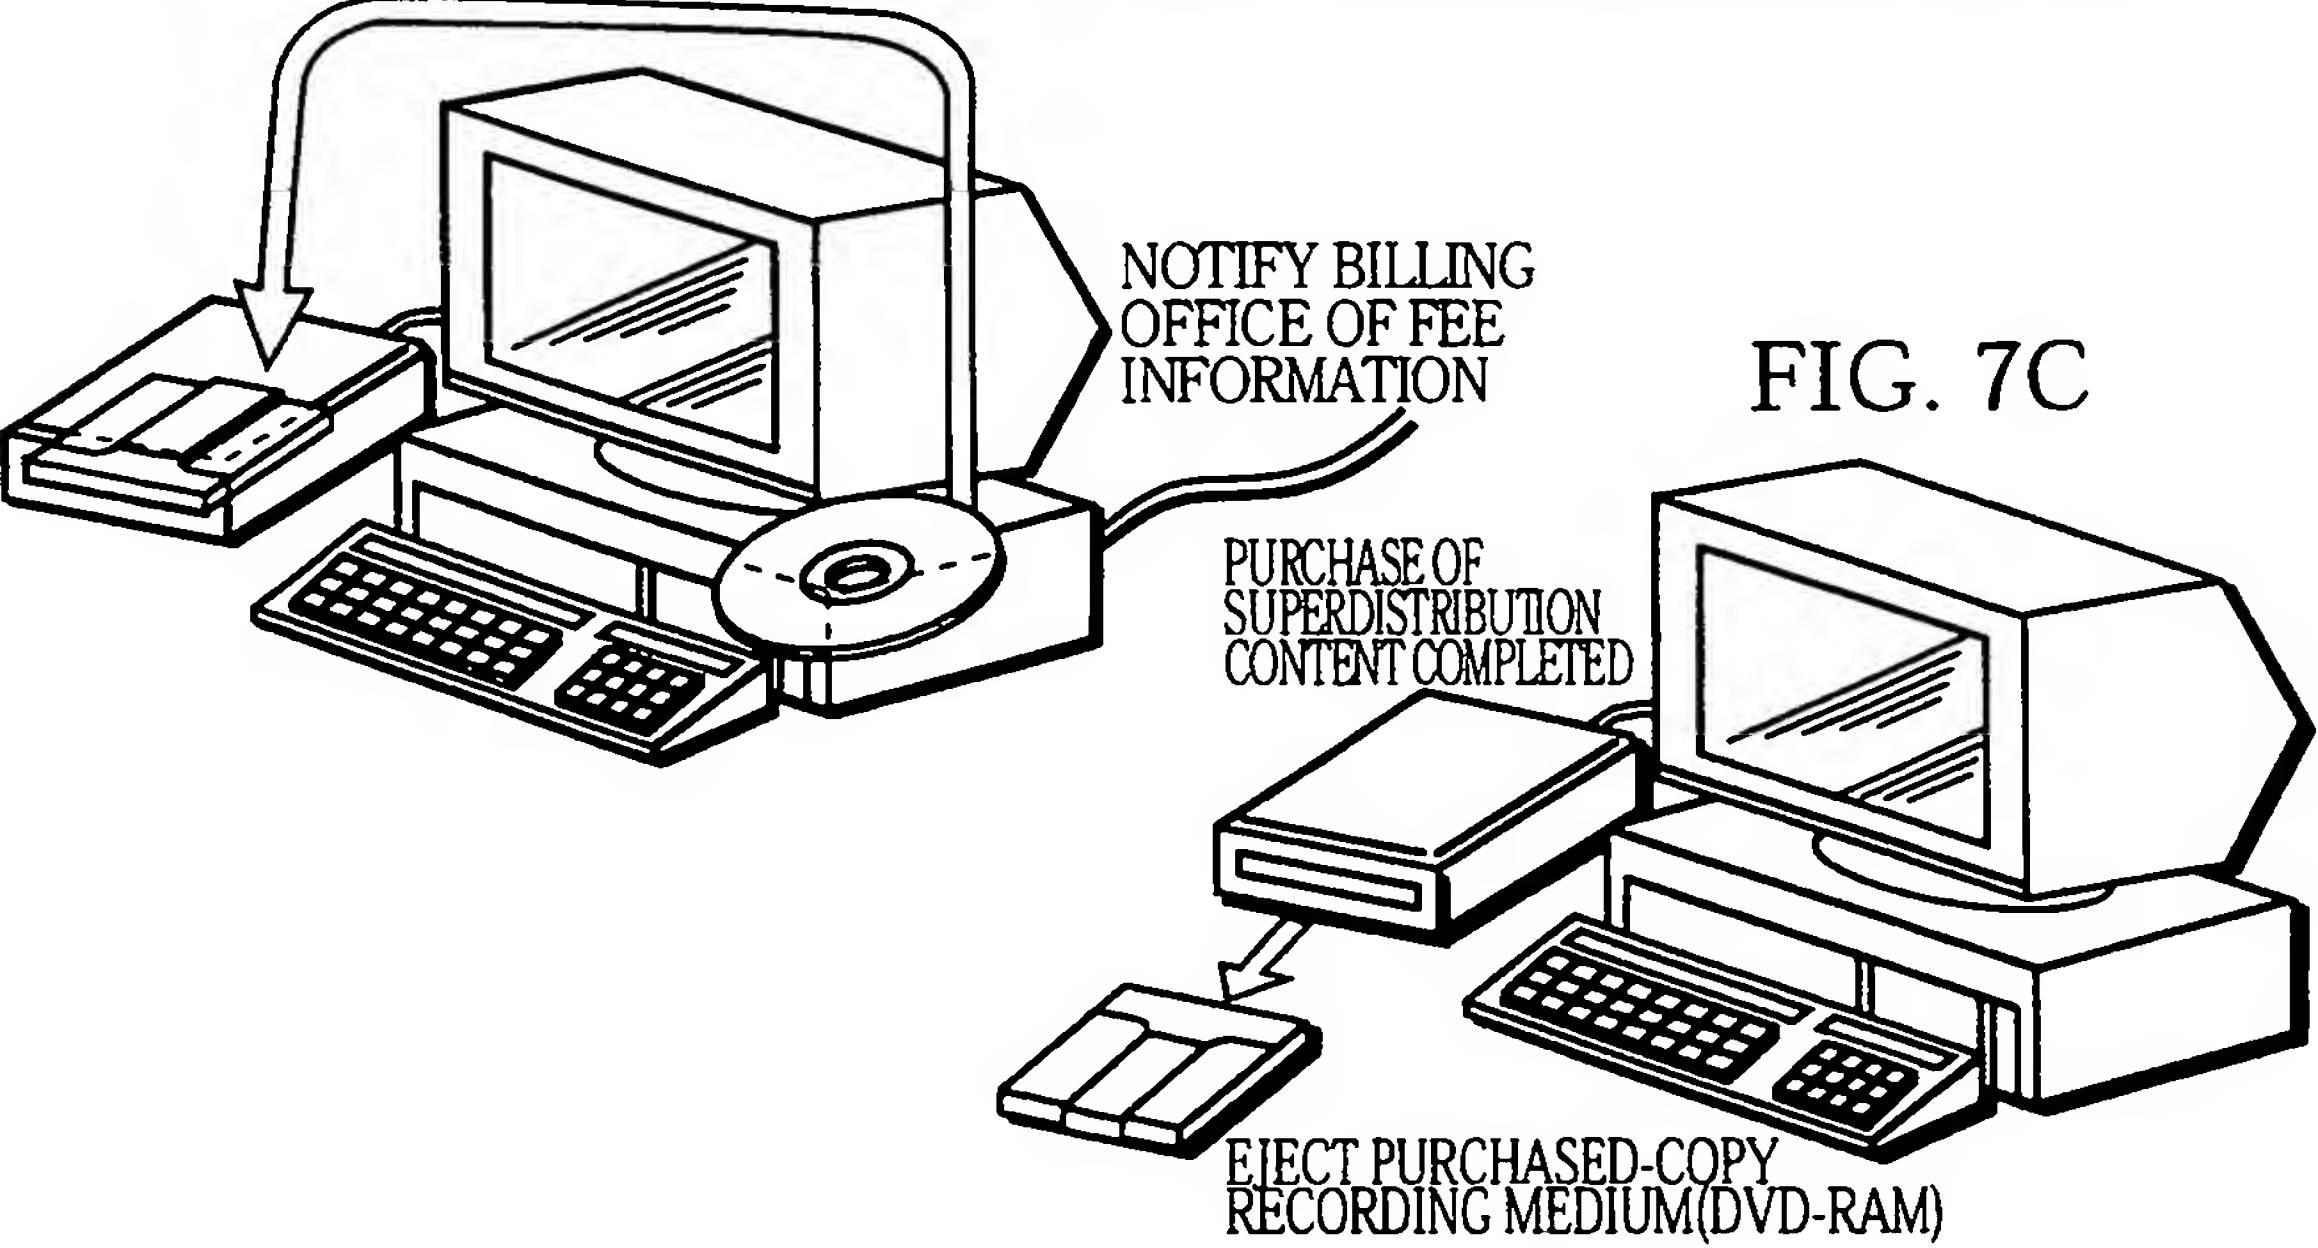 NOTIFY BILLING
OFFICE OF FEE
INFORMATION
FIG. 7C
PURCHASE OF
SUPERDISTRIBUTION
CONTENT COMPLETED
EJECT PURCHASED-COPY
RECORDING MEDIUM(DVD-RAM)